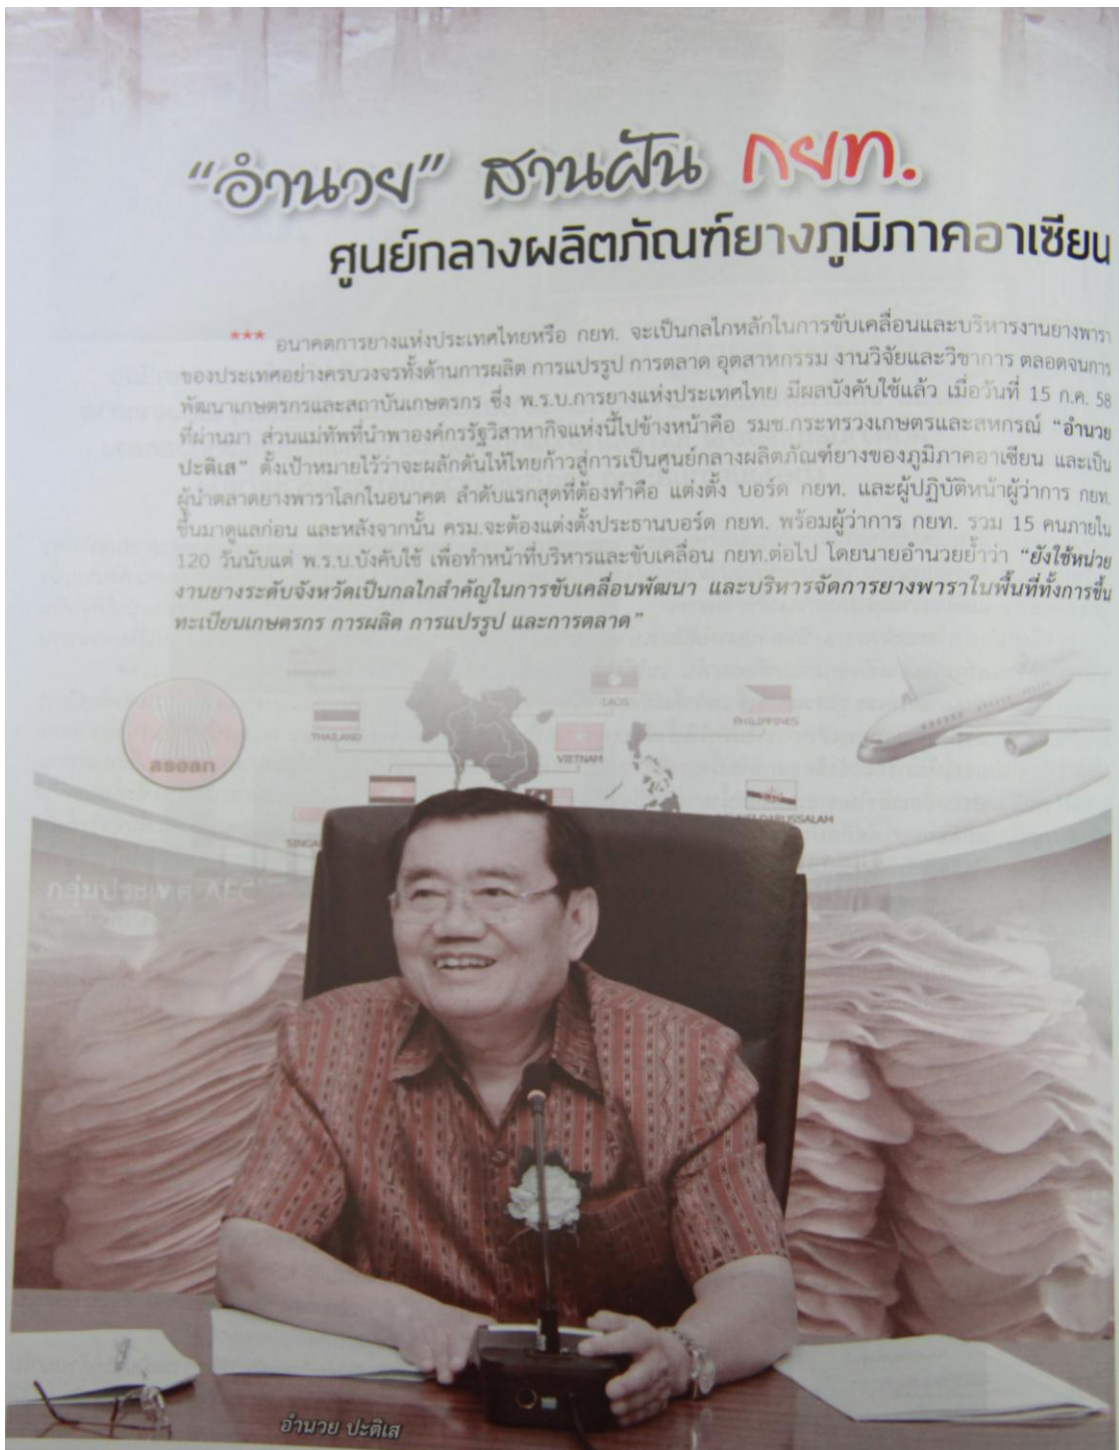 “อำนวย” สานฝัน กยท.
ศูนย์กลางผลิตภัณฑ์ยางภูมิภาคอาเซียน
*** อนาคตการยางแห่งประเทศไทยหรือ กยท. จะเป็นกลไกหลักในการขับเคลื่อนและบริหารงานยางพารา
ของประเทศอย่างครบวงจรทั้งด้านการผลิต การแปรรูป การตลาด อุตสาหกรรม งานวิจัยและวิชาการ ตลอดจนการ
พัฒนาเกษตรกรและสถาบันเกษตรกร ซึ่ง พ.ร.บ.การยางแห่งประเทศไทย มีผลบังคับใช้แล้ว เมื่อวันที่ 15 ก.ค. 58
ที่ผ่านมา ส่วนแม่ทัพที่นำพาองค์กรรัฐวิสาหกิจแห่งนี้ไปข้างหน้าคือ รมช.กระทรวงเกษตรและสหกรณ์ “อำนวย
ปะติเส” ตั้งเป้าหมายไว้ว่าจะผลักดันให้ไทยก้าวสู่การเป็นศูนย์กลางผลิตภัณฑ์ยางของภูมิภาคอาเซียน และเป็น
ผู้นำตลาดยางพาราโลกในอนาคต ลำดับแรกสุดที่ต้องทำคือ แต่งตั้ง บอร์ด กยท. และผู้ปฏิบัติหน้าผู้ว่าการ กยท.
ขึ้นมาดูแลก่อน และหลังจากนั้น ครม.จะต้องแต่งตั้งประธานบอร์ด กยท. พร้อมผู้ว่าการ กยท. รวม 15 คนภายใน
120 วันนับแต่ พ.ร.บ.บังคับใช้ เพื่อทำหน้าที่บริหารและขับเคลื่อน กยท.ต่อไป โดยนายอำนวยย้ำว่า “ยังใช้หน่วย
งานยางระดับจังหวัดเป็นกลไกสำคัญในการขับเคลื่อนพัฒนา และบริหารจัดการยางพาราในพื้นที่ทั้งการขึ้น
ทะเบียนเกษตรกร การผลิต การแปรรูป และการตลาด”
LAOS
PHILIPPINES
THAILAND
VIETNAM
asean
กลุ่มประเทศ
อำนวย ปะติเส